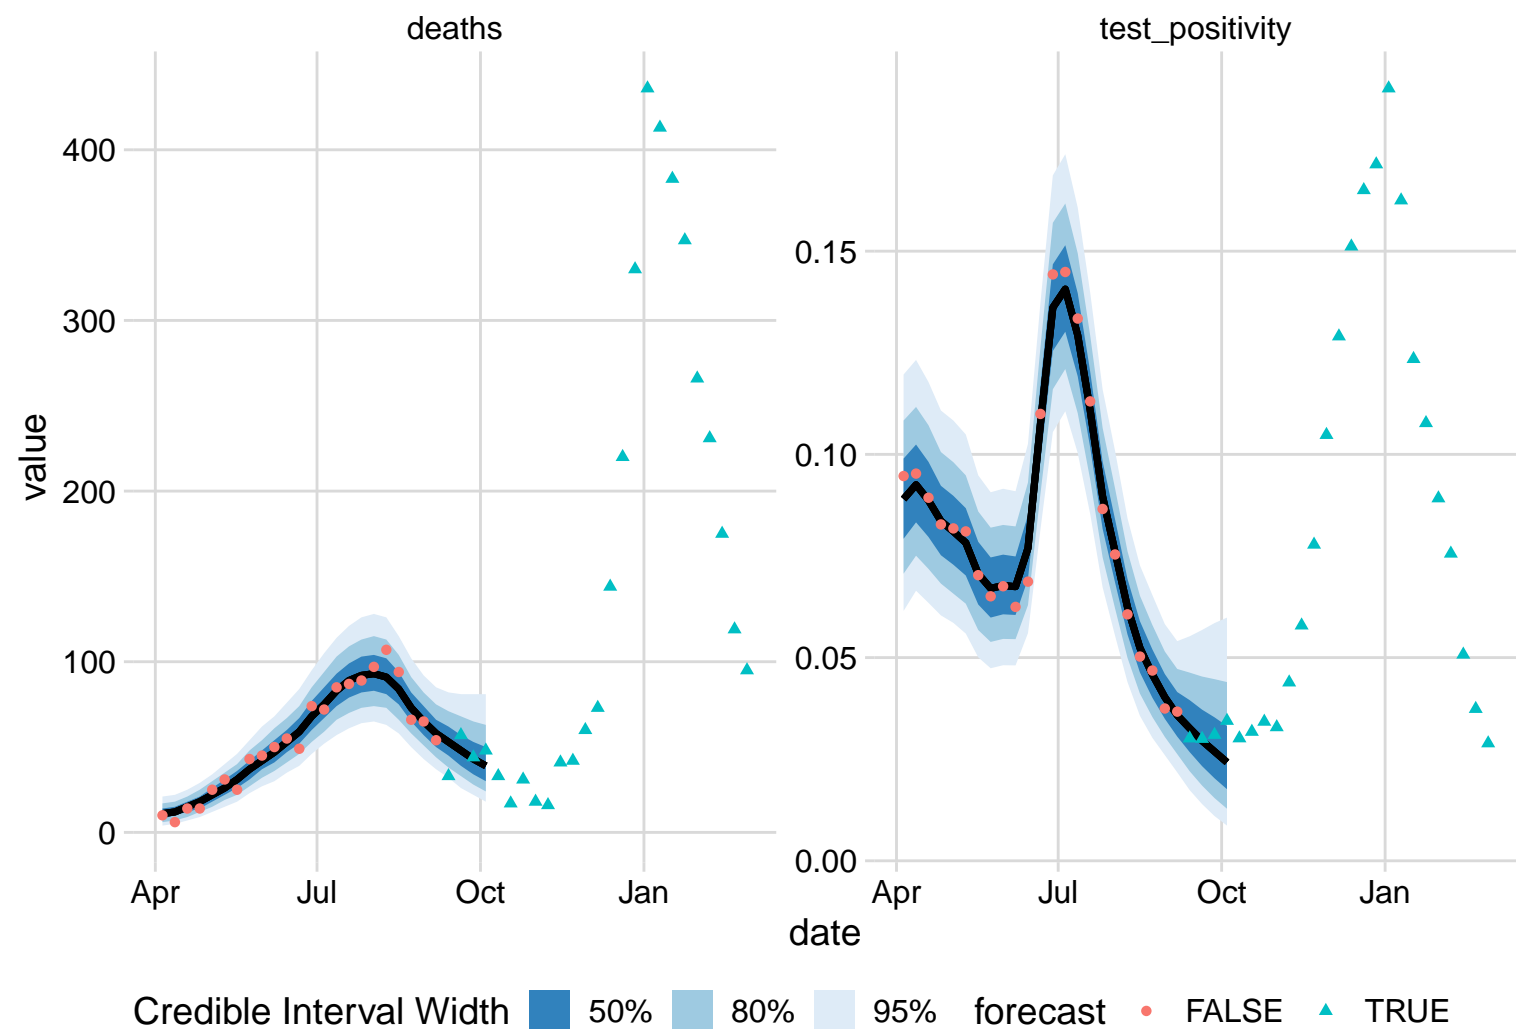 deaths
test_positivity
value
400
300
200
100
0
0.15
0.10
0.05
0.00
Apr Jul Oct Jan
Apr Jul Oct Jan
date
Credible Interval Width 50% 80% 95% forecast FALSE TRUE